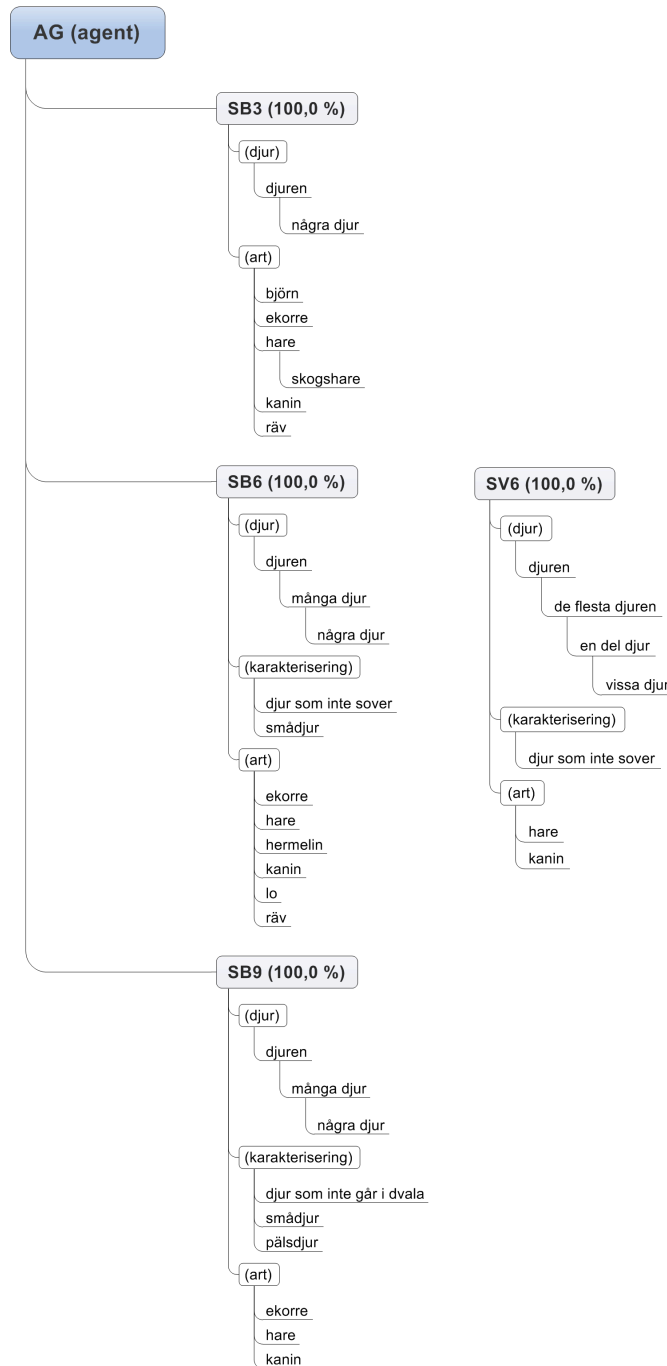 AG (agent)
SB3 (100,0 %)
(djur)
djuren
några djur
(art)
björn
ekorre
hare
skogshare
kanin
räv
SB6 (100,0 %)
(djur)
djuren
många djur
några djur
(karakterisering)
djur som inte sover
smådjur
(art)
ekorre
hare
hermelin
kanin
lo
räv
SV6 (100,0 %)
(djur)
djuren
de flesta djuren
en del djur
vissa djur
(karakterisering)
djur som inte sover
(art)
hare
kanin
SB9 (100,0 %)
(djur)
djuren
många djur
några djur
(karakterisering)
djur som inte går i dvala
smådjur
pälsdjur
(art)
ekorre
hare
kanin